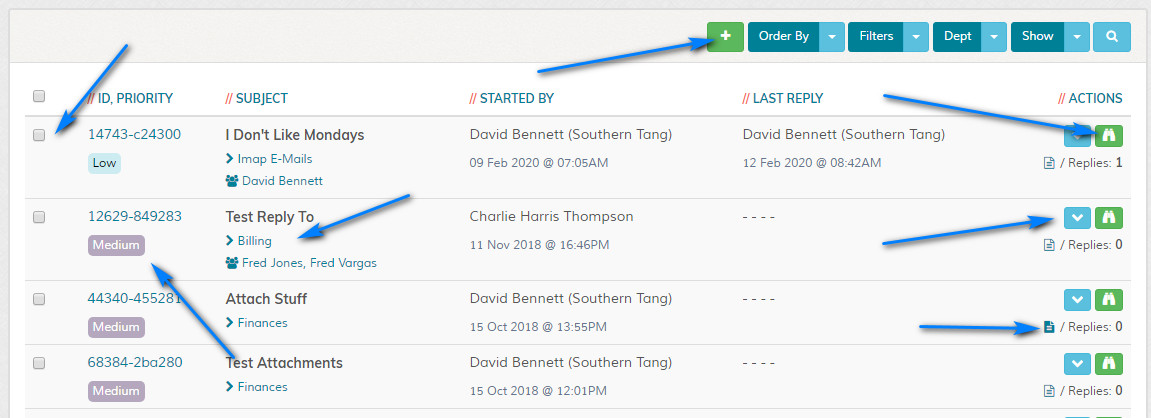 Order By Filters Dept Show
// ID, PRIORITY // SUBJECT // STARTED BY // LAST REPLY // ACTIONS
14743-c24300 I Don't Like Mondays David Bennett (Southern Tang) David Bennett (Southern Tang)
Low Imap E-Mails 09 Feb 2020 @ 07:05AM 12 Feb 2020 @ 08:42AM / Replies: 1
David Bennett
12629-849283 Test Reply To Charlie Harris Thompson - - - -
Medium Billing 11 Nov 2018 @ 16:46PM / Replies: 0
Fred Jones, Fred Vargas
44340-455281 Attach Stuff David Bennett (Southern Tang) - - - -
Medium Finances 15 Oct 2018 @ 13:55PM / Replies: 0
68384-2ba280 Test Attachments David Bennett (Southern Tang) - - - -
Medium Finances 15 Oct 2018 @ 12:01PM / Replies: 0